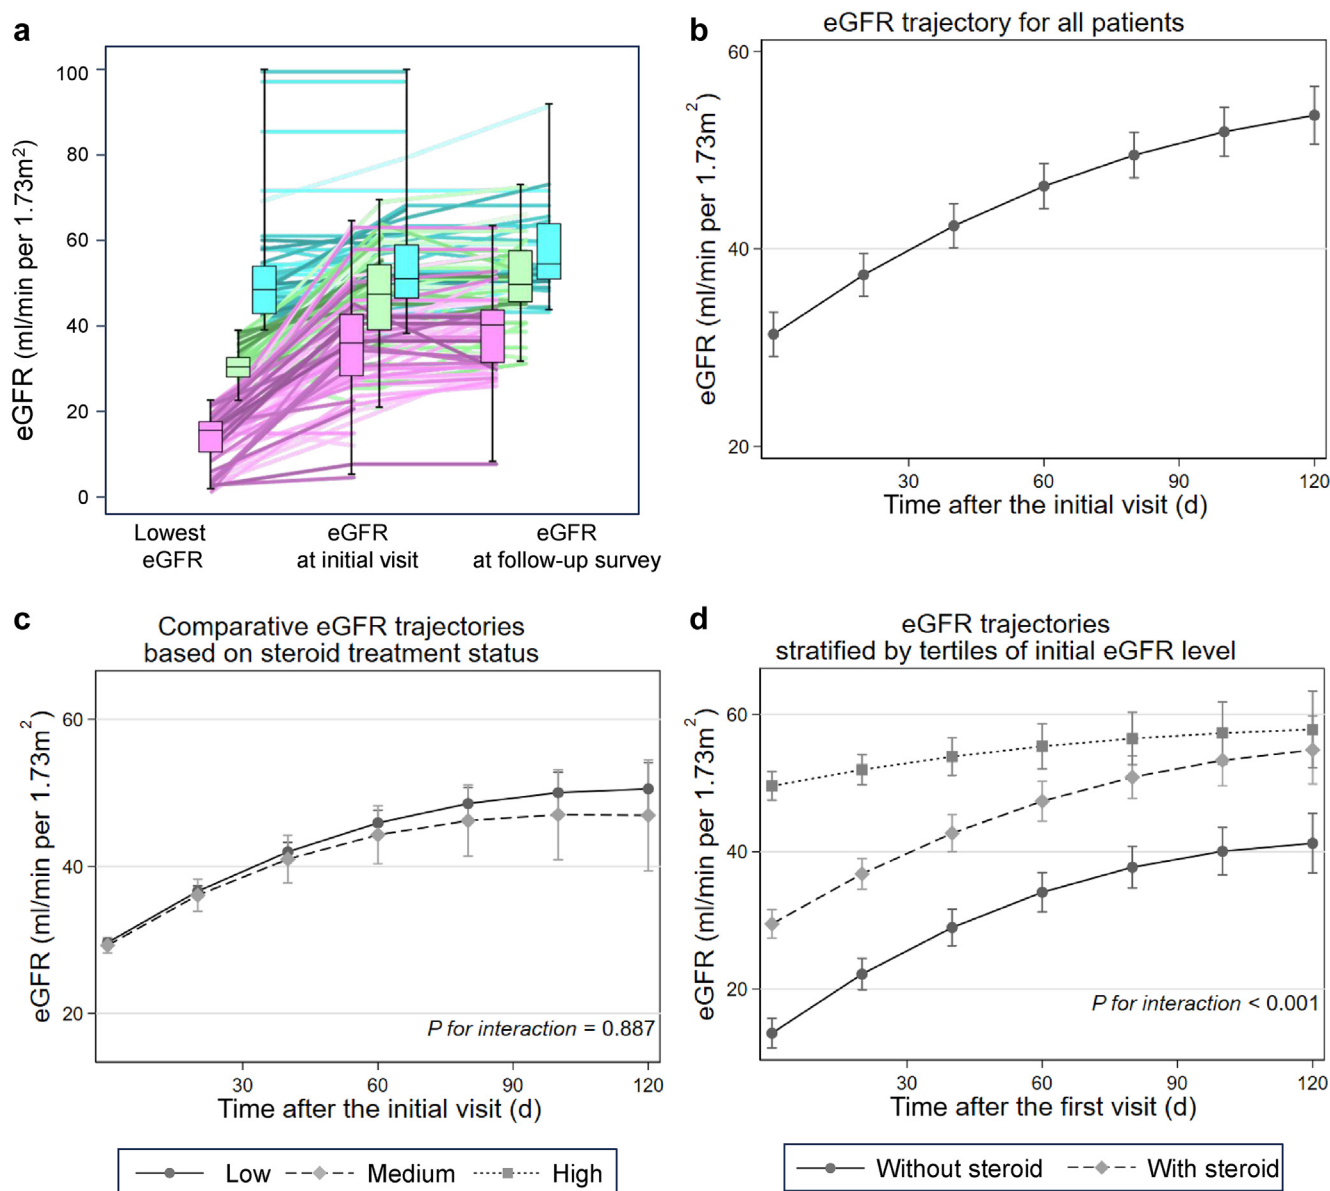 a
eGFR (ml/min per 1.73m²)
100
80
60
40
20
0
Lowest
eGFR
eGFR
at initial visit
eGFR
at follow-up survey
b
eGFR trajectory for all patients
eGFR (ml/min per 1.73m²)
60
40
20
30
60
90
120
Time after the initial visit (d)
c
Comparative eGFR trajectories
based on steroid treatment status
eGFR (ml/min per 1.73m²)
60
40
20
P for interaction = 0.887
30
60
90
120
Time after the initial visit (d)
Low
Medium
High
d
eGFR trajectories
stratified by tertiles of initial eGFR level
eGFR (ml/min per 1.73m²)
60
40
20
P for interaction < 0.001
30
60
90
120
Time after the first visit (d)
Without steroid
With steroid